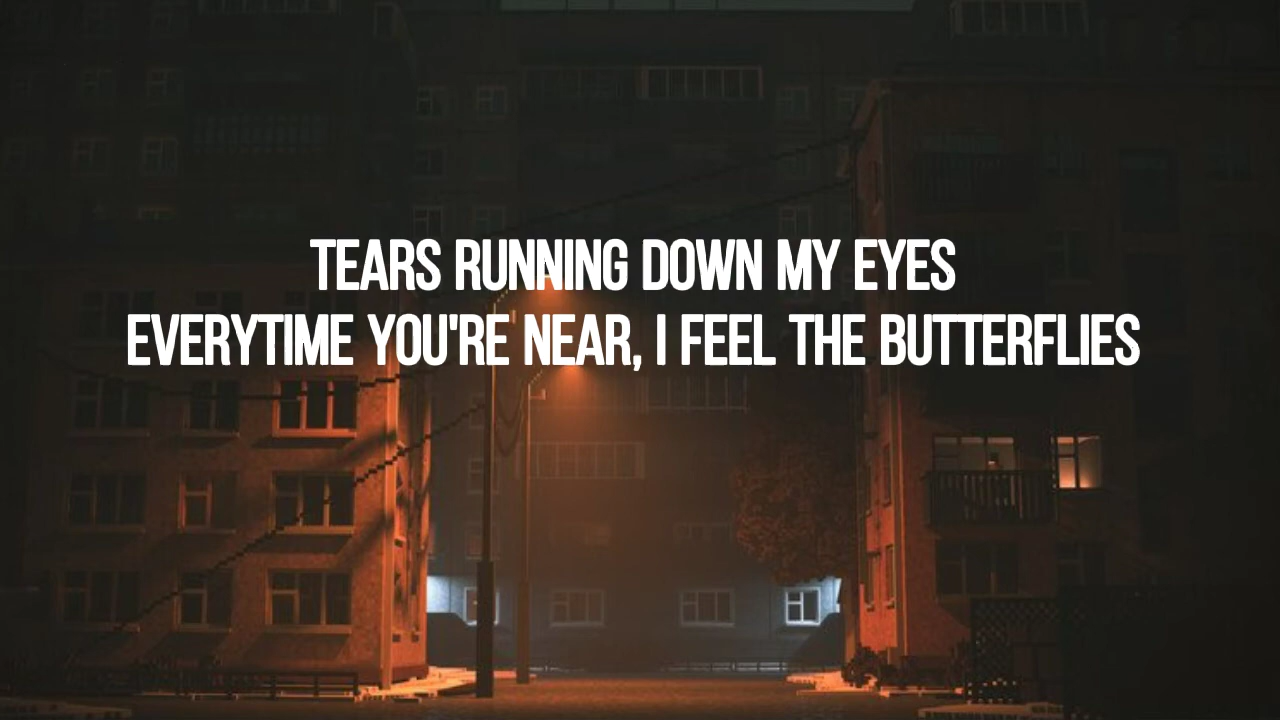 TEARS RUNNING DOWN MY EYES
EVERYTIME YOU'RE NEAR, I FEEL THE BUTTERFLIES